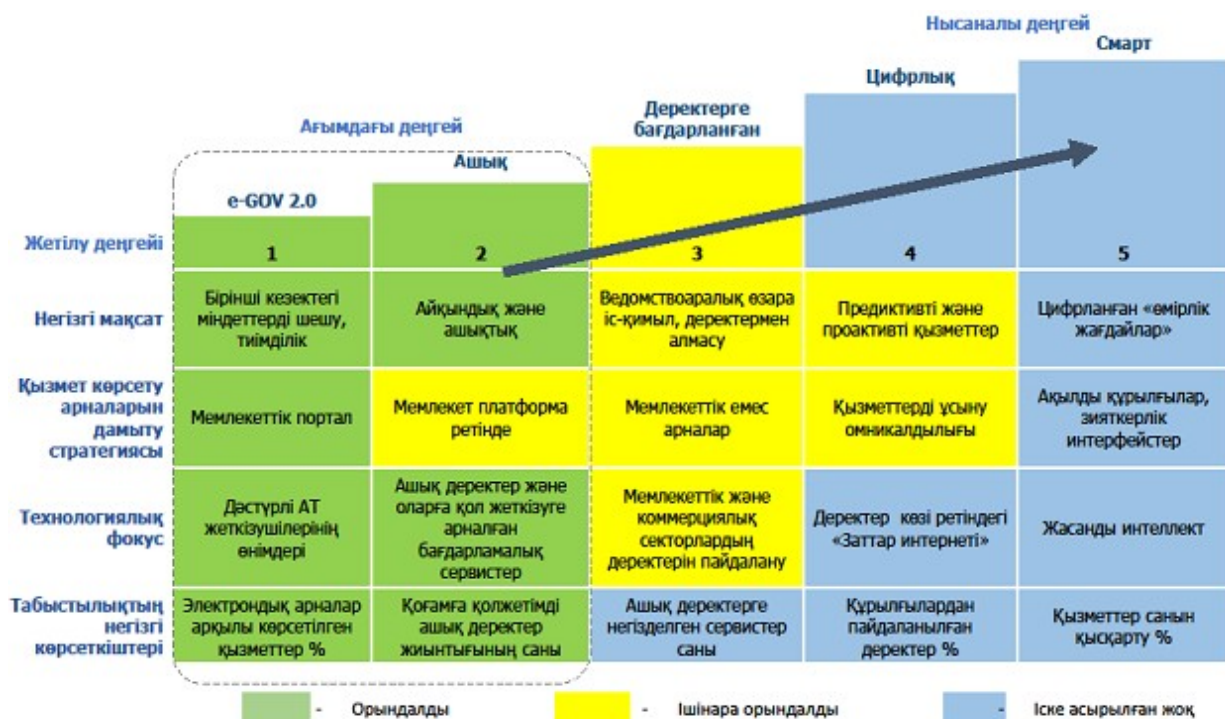 Нысаналы деңгей
Смарт
Цифрлық
Деректерге
бағдарланған
Ағымдағы деңгей
Ашық
e-GOV 2.0
Жетілу деңгейі
1
2
3
4
5
Негізгі мақсат
Бірінші кезектегі
міндеттерді шешу,
тиімділік
Айқындық және
ашықтық
Ведомствоаралық өзара
іс-қимыл, деректермен
алмасу
Предиктивті және
проактивті қызметтер
Цифрланған «өмірлік
жағдайлар»
Қызмет көрсету
арналарын
дамыту
стратегиясы
Мемлекеттік портал
Мемлекет платформа
ретінде
Мемлекеттік емес
арналар
Қызметтерді ұсыну
омникалдылығы
Ақылды құрылғылар,
зияткерлік
интерфейстер
Технологиялық
фокус
Дәстүрлі АТ
жеткізушілерінің
өнімдері
Ашық деректер және
оларға қол жеткізуге
арналған
бағдарламалық
сервистер
Мемлекеттік және
коммерциялық
секторлардың
деректерін пайдалану
Деректер көзі ретіндегі
«Заттар интернеті»
Жасанды интеллект
Табыстылықтың
негізгі
көрсеткіштері
Электрондық арналар
арқылы көрсетілген
қызметтер %
Қоғамға қолжетімді
ашық деректер
жиынтығының саны
Ашық деректерге
негізделген сервистер
саны
Құрылғылардан
пайдаланылған
деректер %
Қызметтер санын
қысқарту %
- Орындалды
- Ішінара орындалды
- Іске асырылған жоқ